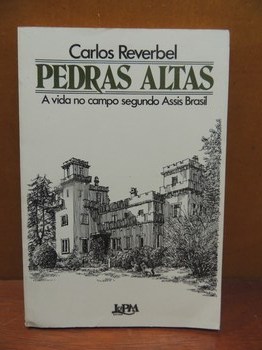 Carlos Reverbel
PEDRAS ALTAS
A vida no campo segundo Assis Brasil
L&PM